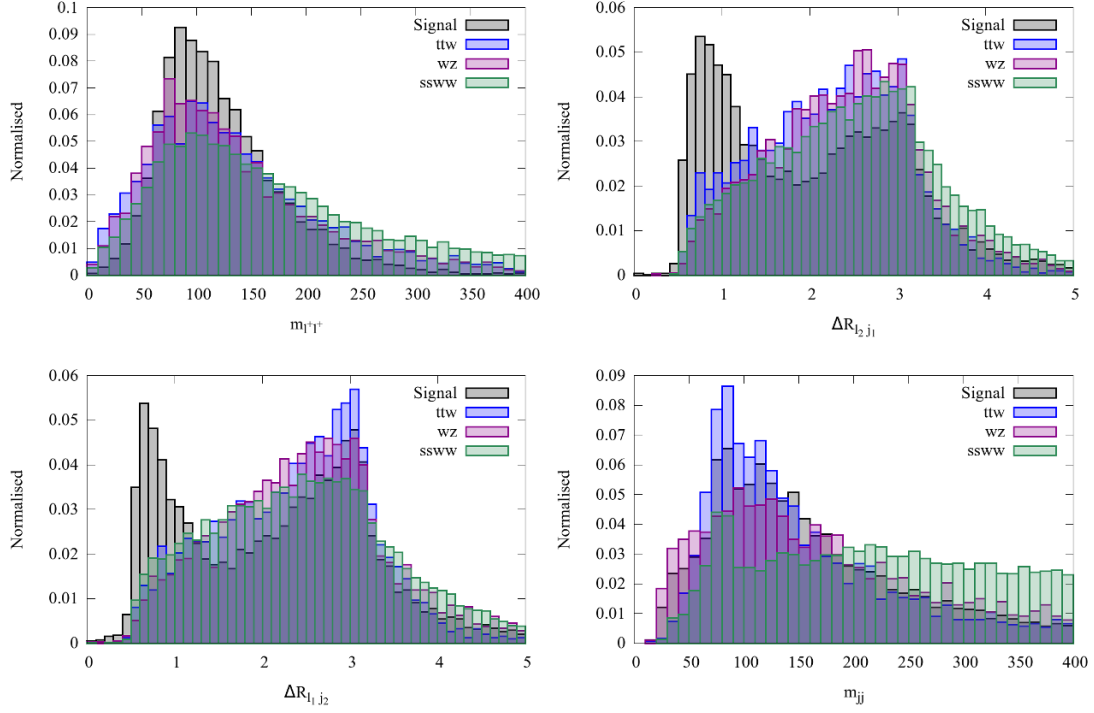 Normalised
0.1
0.09
0.08
0.07
0.06
0.05
0.04
0.03
0.02
0.01
0
0 50 100 150 200 250 300 350 400
m_{l⁺l⁺}
Signal
ttw
wz
ssww
Normalised
0.06
0.05
0.04
0.03
0.02
0.01
0
0 1 2 3 4 5
ΔR_{l₂ j₁}
Signal
ttw
wz
ssww
Normalised
0.06
0.05
0.04
0.03
0.02
0.01
0
0 1 2 3 4 5
ΔR_{l₁ j₂}
Signal
ttw
wz
ssww
Normalised
0.09
0.08
0.07
0.06
0.05
0.04
0.03
0.02
0.01
0
0 50 100 150 200 250 300 350 400
m_{jj}
Signal
ttw
wz
ssww